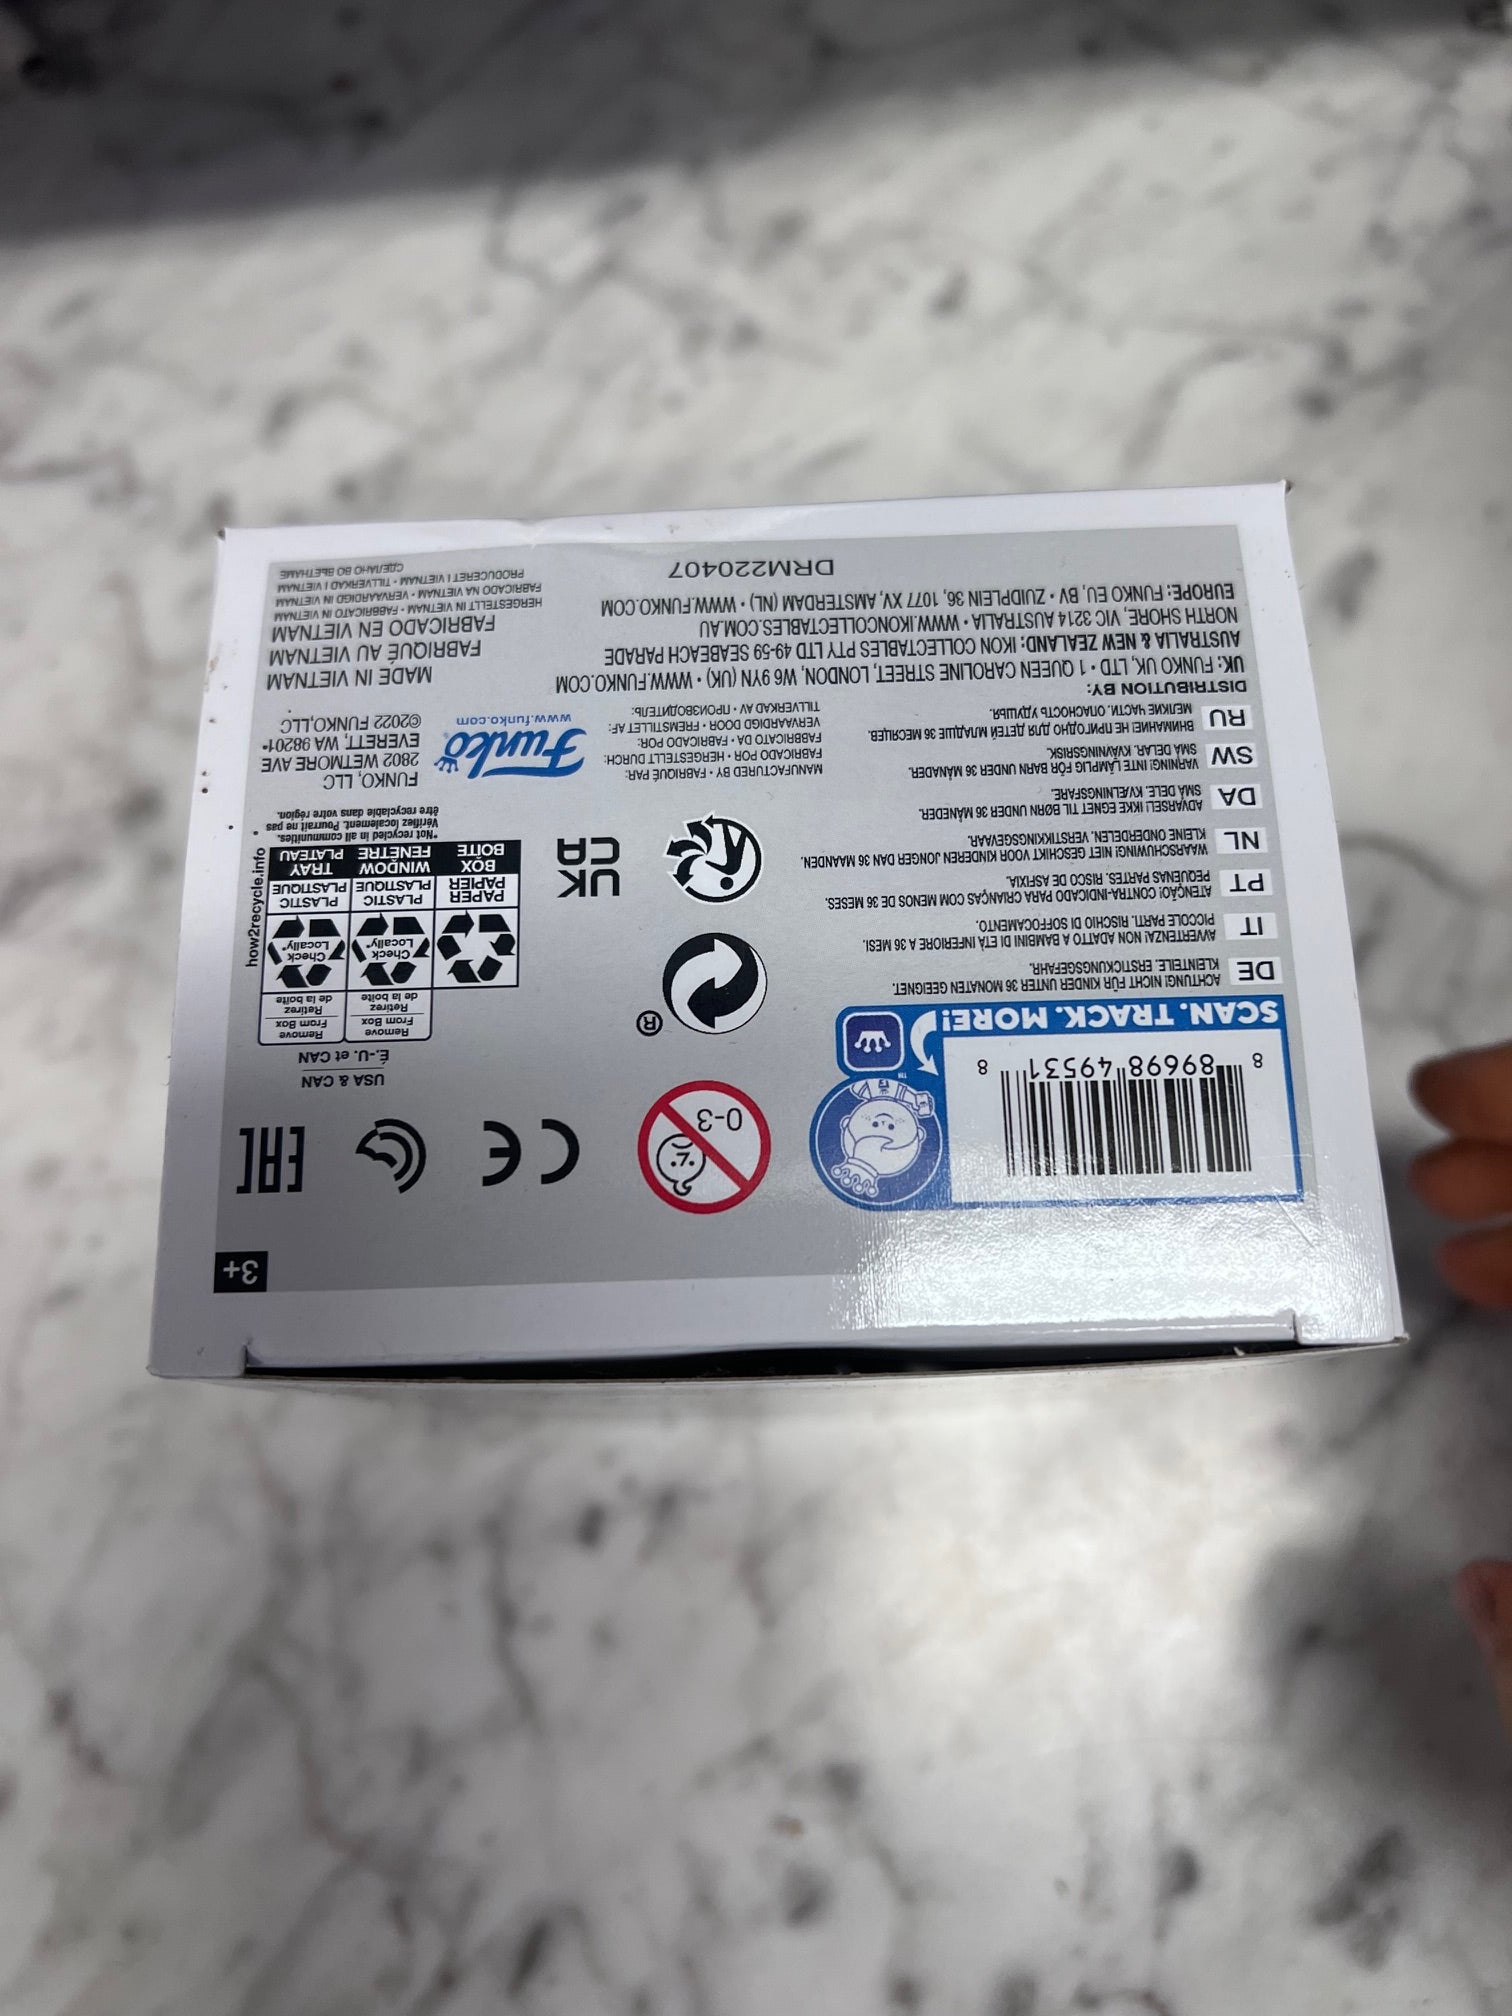 3+
8 89698 49531 8
SCAN. TRACK. MORE!
TM
0-3
CE
EAC
USA & CAN
É.-U. et CAN
®
UK
CA
Remove
From Box
Retirez
de la boîte
Remove
From Box
Retirez
de la boîte
Check
Locally*
Check
Locally*
PAPER
PAPIER
BOX
BOÎTE
PLASTIC
PLASTIQUE
WINDOW
FENÊTRE
PLASTIC
PLASTIQUE
TRAY
PLATEAU
how2recycle.info
*Not recycled in all communities.
Vérifiez localement. Pourrait ne pas
être recyclable dans votre région.
DE ACHTUNG! NICHT FÜR KINDER UNTER 36 MONATEN GEEIGNET.
KLEINTEILE. ERSTICKUNGSGEFAHR.
IT AVVERTENZA! NON ADATTO A BAMBINI DI ETÀ INFERIORE A 36 MESI.
PICCOLE PARTI. RISCHIO DI SOFFOCAMENTO.
PT ATENÇÃO! CONTRA-INDICADO PARA CRIANÇAS COM MENOS DE 36 MESES.
PEQUENAS PARTES. RISCO DE ASFIXIA.
NL WAARSCHUWING! NIET GESCHIKT VOOR KINDEREN JONGER DAN 36 MAANDEN.
KLEINE ONDERDELEN. VERSTIKKINGSGEVAAR.
DA ADVARSEL! IKKE EGNET TIL BØRN UNDER 36 MÅNEDER.
SMÅ DELE. KVÆLNINGSFARE.
SW VARNING! INTE LÄMPLIG FÖR BARN UNDER 36 MÅNADER.
SMÅ DELAR. KVÄVNINGSRISK.
RU ВНИМАНИЕ! НЕ ПРИГОДНО ДЛЯ ДЕТЕЙ МЛАДШЕ 36 МЕСЯЦЕВ.
МЕЛКИЕ ЧАСТИ. ОПАСНОСТЬ УДУШЬЯ.
MANUFACTURED BY • FABRIQUÉ PAR:
FABRICADO POR • HERGESTELLT DURCH:
FABBRICATO DA • FABRICADO POR:
VERVAARDIGD DOOR • FREMSTILLET AF:
TILLVERKAD AV • ПРОИЗВОДИТЕЛЬ:
Funko
www.funko.com
FUNKO, LLC
2802 WETMORE AVE
EVERETT, WA 98201
©2022 FUNKO,LLC
DISTRIBUTION BY:
UK: FUNKO UK, LTD • 1 QUEEN CAROLINE STREET, LONDON, W6 9YN (UK) • WWW.FUNKO.COM
AUSTRALIA & NEW ZEALAND: IKON COLLECTABLES PTY LTD 49-59 SEABEACH PARADE
NORTH SHORE, VIC 3214 AUSTRALIA • WWW.IKONCOLLECTABLES.COM.AU
EUROPE: FUNKO EU, BV • ZUIDPLEIN 36, 1077 XV, AMSTERDAM (NL) • WWW.FUNKO.COM
DRM220407
MADE IN VIETNAM
FABRIQUÉ AU VIETNAM
FABRICADO EN VIETNAM
HERGESTELLT IN VIETNAM • FABBRICATO IN VIETNAM
FABRICADO NA VIETNAM • VERVAARDIGD IN VIETNAM
PRODUCERET I VIETNAM • TILLVERKAD I VIETNAM
СДЕЛАНО ВО ВЬЕТНАМЕ